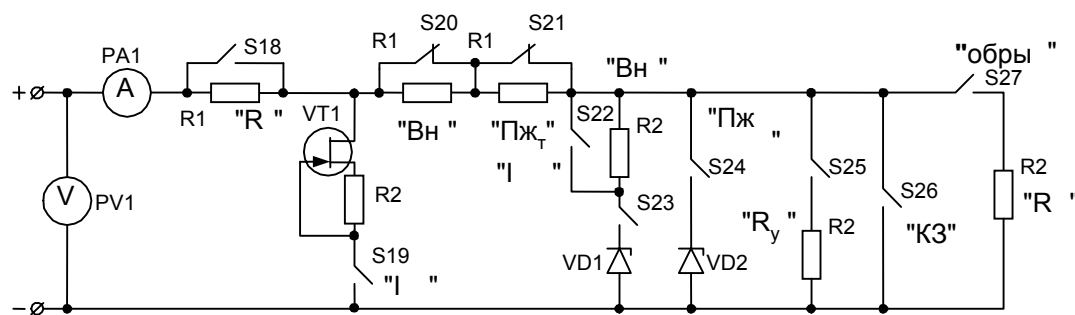 S20
S21
R1
R1
S18
PA1
"обры "
"Вн "
S27
+
A
R1
"R "
VT1
"Вн "
"Пжт"
S22
R2
"Пж "
"I "
S24
S25
R2
S26
R2
V
PV1
S23
"Rу"
R2
"R "
"КЗ"
S19
"I "
VD1
VD2
−